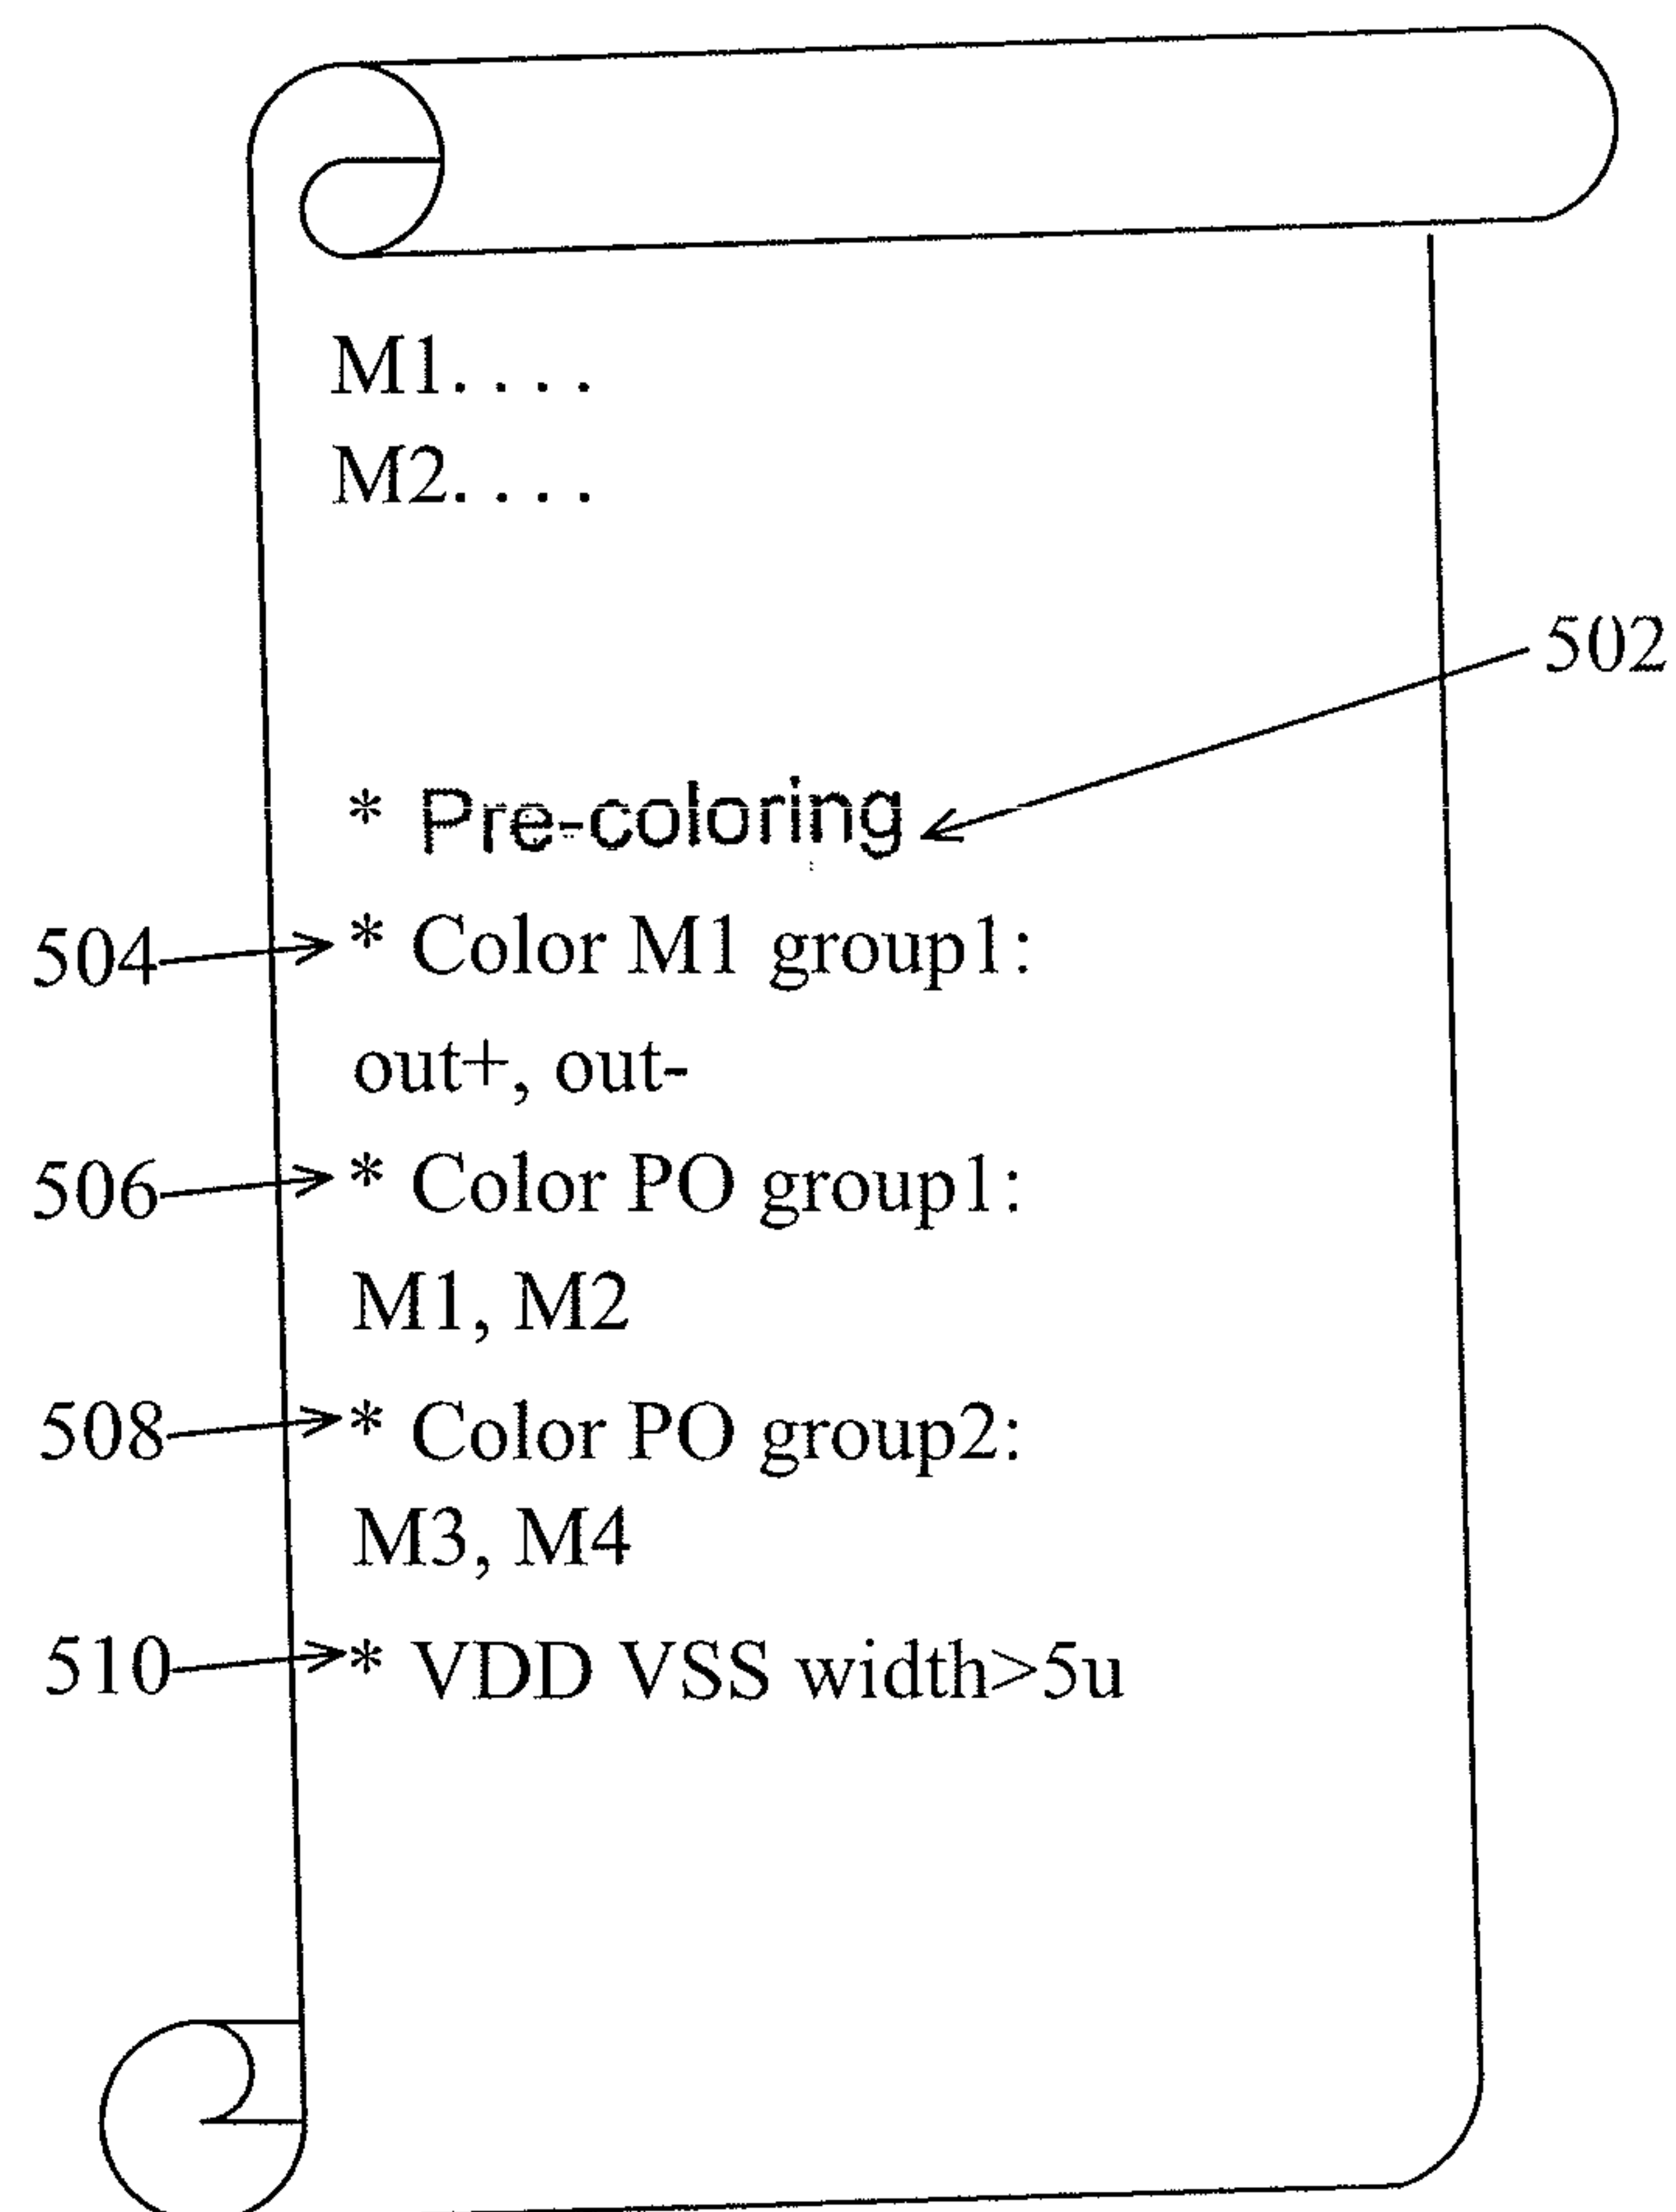 M1. . . .
M2. . . .
502
* Pre-coloring
504 * Color M1 group1:
out+, out-
506 * Color PO group1:
M1, M2
508 * Color PO group2:
M3, M4
510 * VDD VSS width>5u